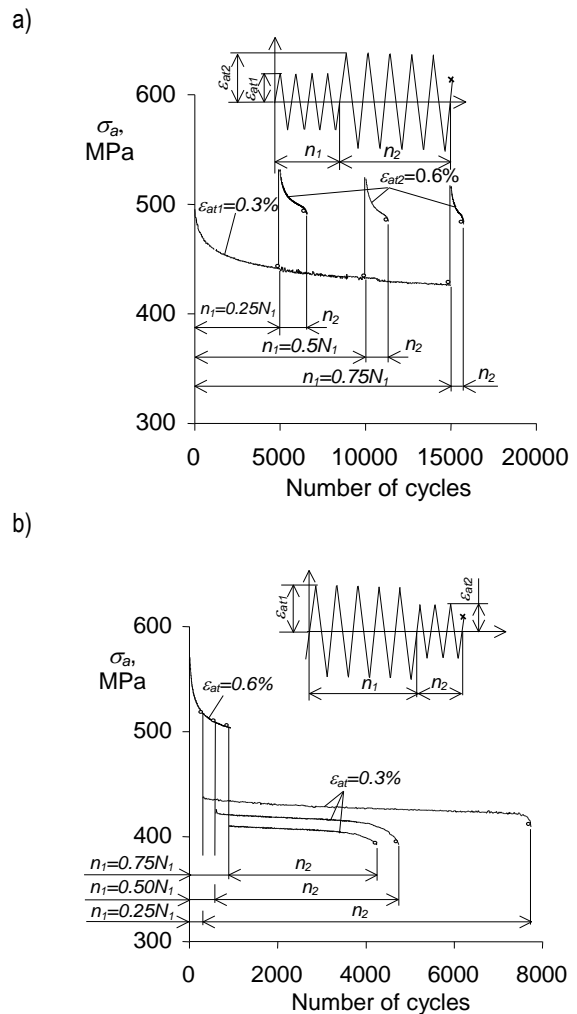 a)
ε_at2
ε_at1
600
σ_a,
MPa
n_1 n_2
ε_at2=0.6%
ε_at1=0.3%
500
400
n_1=0.25N_1 n_2
n_1=0.5N_1 n_2
n_1=0.75N_1 n_2
300
0 5000 10000 15000 20000
Number of cycles
b)
ε_at1
ε_at2
600
σ_a
MPa
n_1 n_2
ε_at=0.6%
500
ε_at=0.3%
400
n_1=0.75N_1 n_2
n_1=0.50N_1 n_2
n_1=0.25N_1 n_2
300
0 2000 4000 6000 8000
Number of cycles